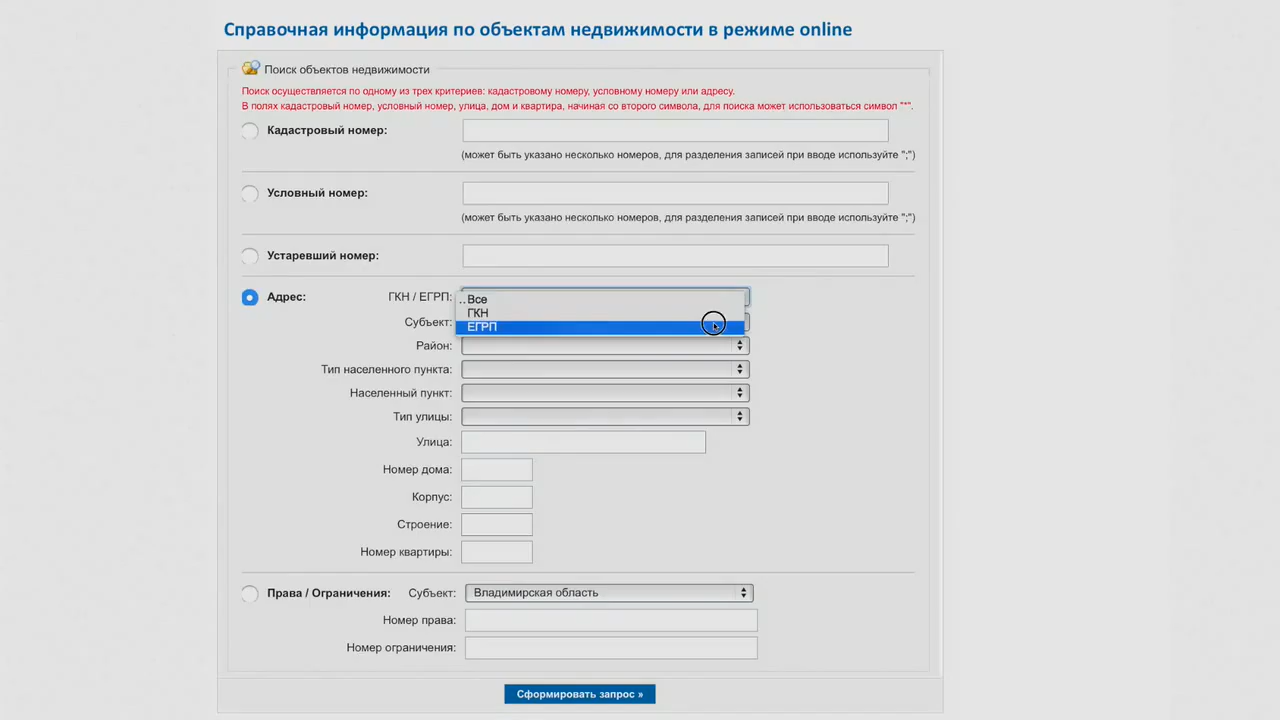 Справочная информация по объектам недвижимости в режиме online
Поиск объектов недвижимости
Поиск осуществляется по одному из трех критериев: кадастровому номеру, условному номеру или адресу.
В полях кадастровый номер, условный номер, улица, дом и квартира, начиная со второго символа, для поиска может использоваться символ "*".
Кадастровый номер:
(может быть указано несколько номеров, для разделения записей при вводе используйте ";")
Условный номер:
(может быть указано несколько номеров, для разделения записей при вводе используйте ";")
Устаревший номер:
Адрес: ГКН / ЕГРП:
..Все
ГКН
Субъект: ЕГРП
Район:
Тип населенного пункта:
Населенный пункт:
Тип улицы:
Улица:
Номер дома:
Корпус:
Строение:
Номер квартиры:
Права / Ограничения: Субъект: Владимирская область
Номер права:
Номер ограничения:
Сформировать запрос »